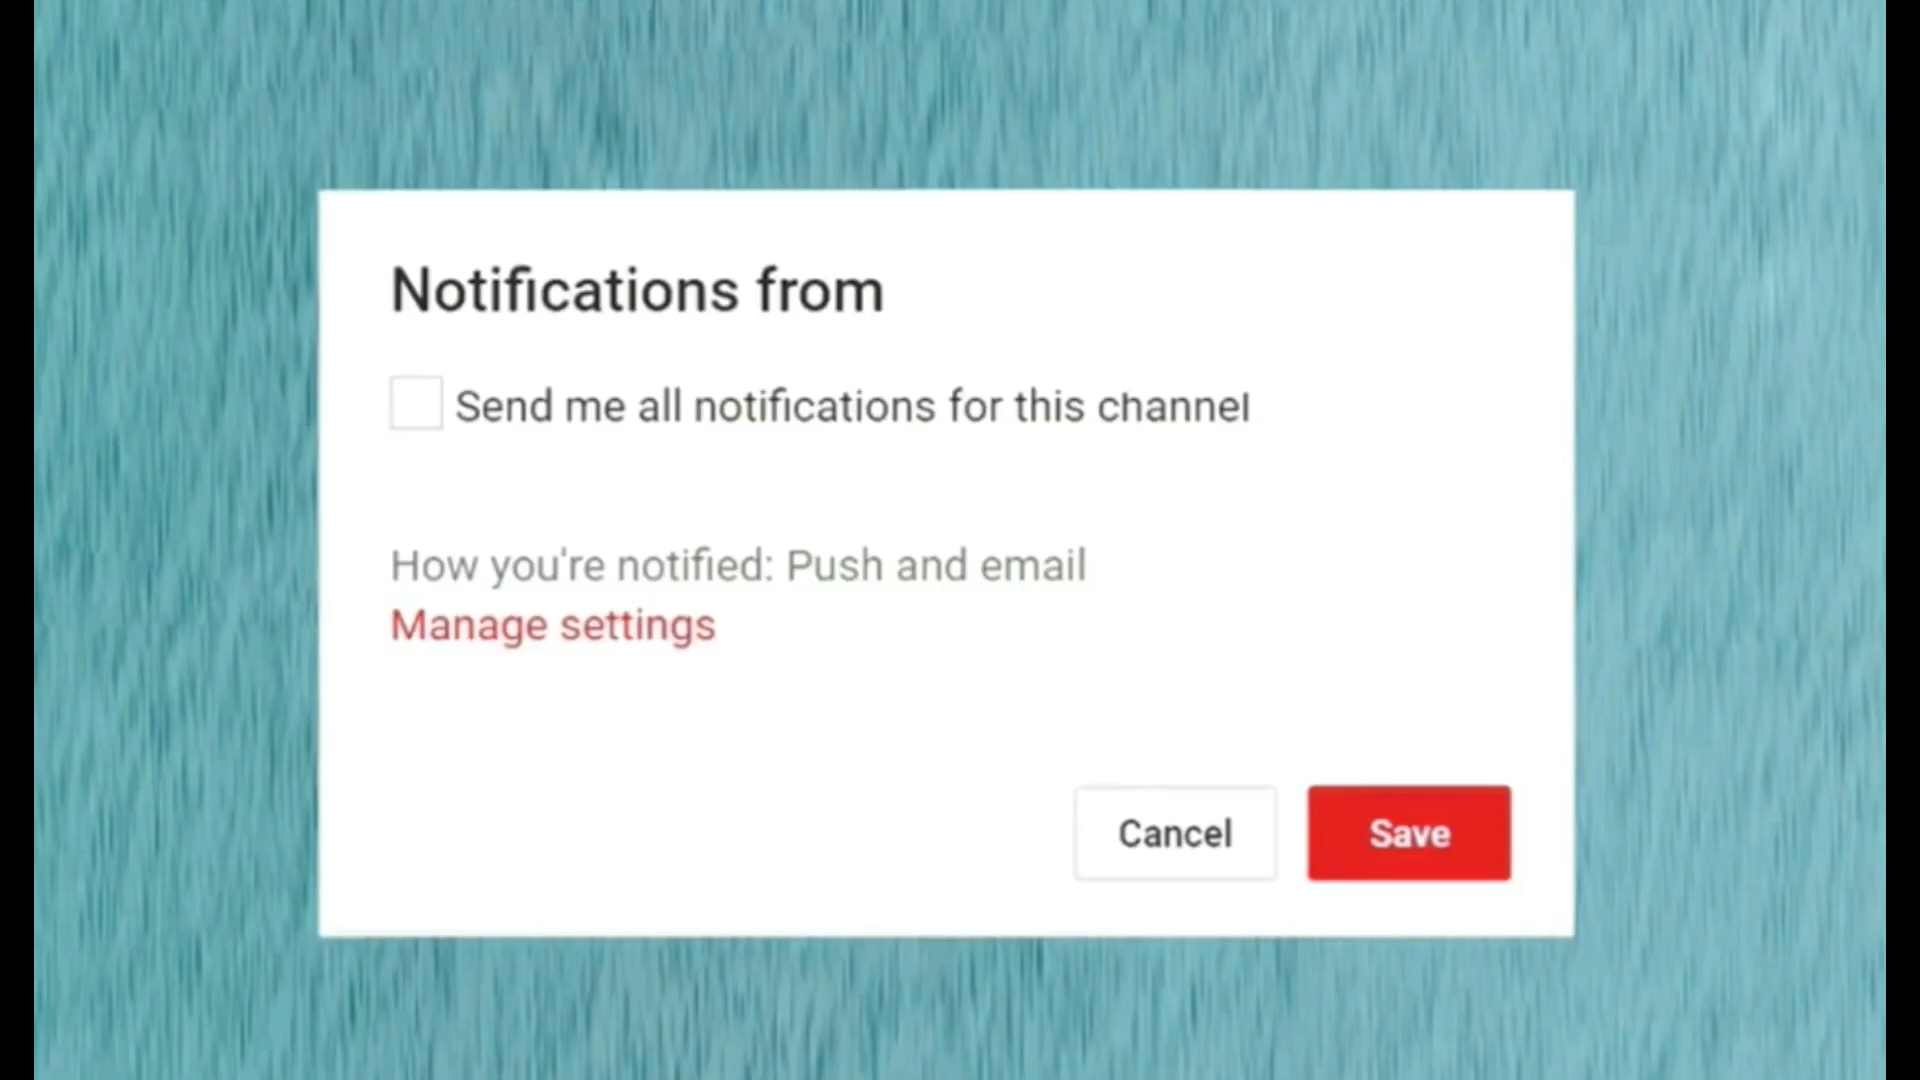 Notifications from
Send me all notifications for this channel
How you're notified: Push and email
Manage settings
Cancel
Save